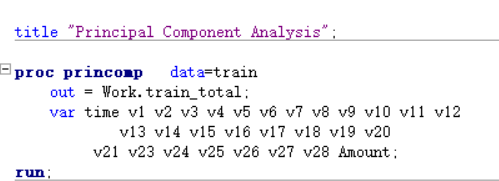 title "Principal Component Analysis";
proc princomp data=train
out = Work.train_total;
var time v1 v2 v3 v4 v5 v6 v7 v8 v9 v10 v11 v12
v13 v14 v15 v16 v17 v18 v19 v20
v21 v23 v24 v25 v26 v27 v28 Amount;
run;